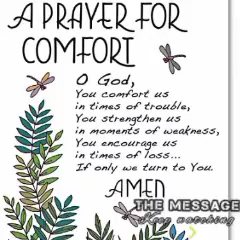 A PRAYER FOR
COMFORT
O God,
You comfort us
in times of trouble,
You strengthen us
in moments of weakness,
You encourage us
in times of loss...
If only we turn to You.
AMEN
THE MESSAGE
Keep watching